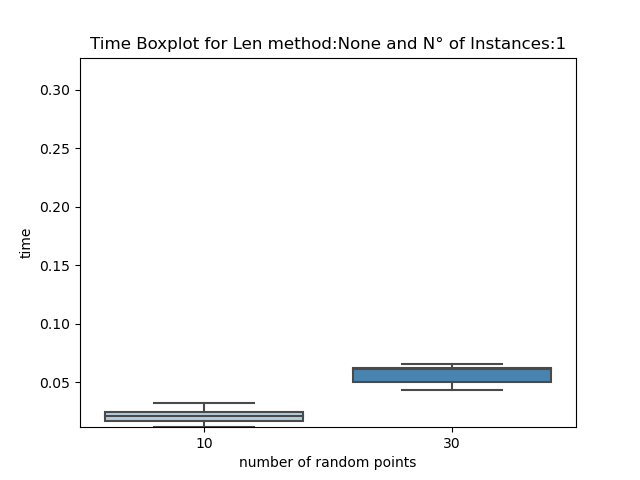 Time Boxplot for Len method:None and N° of Instances:1
0.30
0.25
0.20
0.15
0.10
0.05
time
10 30
number of random points